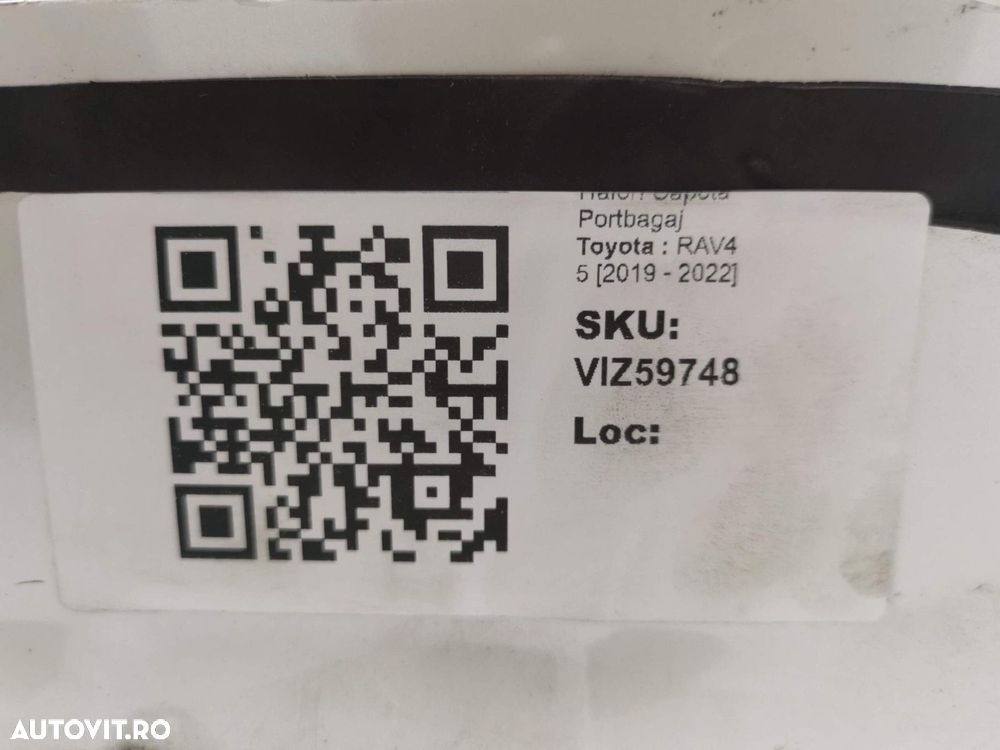 Portbagaj
Toyota : RAV4
5 [2019 - 2022]
SKU:
VIZ59748
Loc:
AUTOVIT.RO